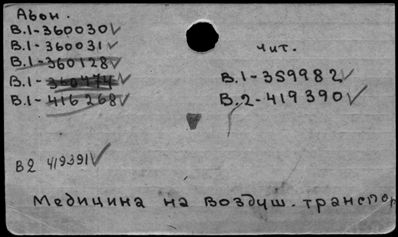 Абон.
В.1-360030✓
В.1-360031✓
В.1-360128✓
В.1-360474✓
В.1-416268✓
чит.
В.1-359982✓
В.2-419390✓
В2 419391✓
Медицина на воздуш. транспор